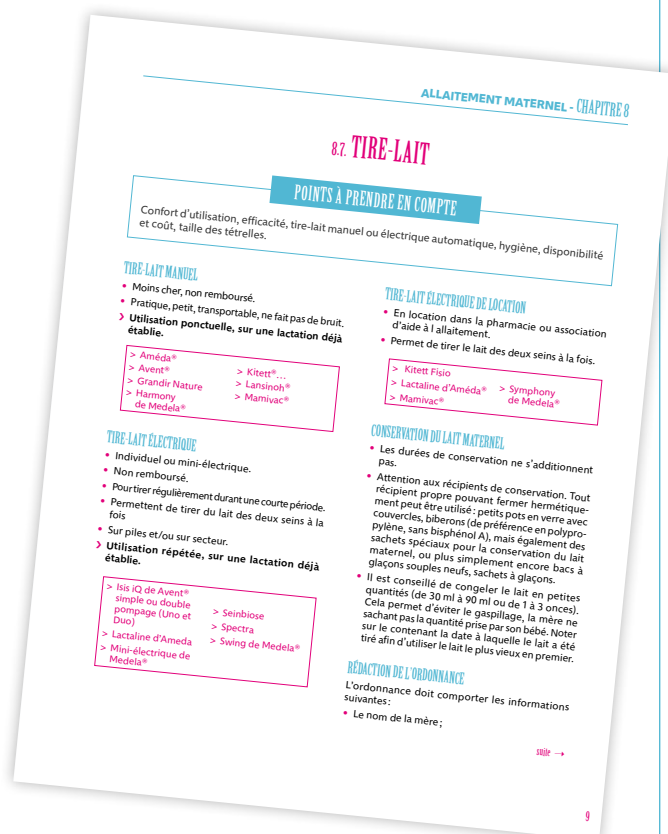 ALLAITEMENT MATERNEL - CHAPITRE 8
8.7. TIRE-LAIT
POINTS À PRENDRE EN COMPTE
Confort d'utilisation, efficacité, tire-lait manuel ou électrique automatique, hygiène, disponibilité
et coût, taille des tétrelles.
TIRE-LAIT MANUEL
• Moins cher, non remboursé.
• Pratique, petit, transportable, ne fait pas de bruit.
› Utilisation ponctuelle, sur une lactation déjà
établie.
> Améda®
> Avent®
> Grandir Nature
> Harmony
de Medela®
> Kitett®…
> Lansinoh®
> Mamivac®
TIRE-LAIT ÉLECTRIQUE
• Individuel ou mini-électrique.
• Non remboursé.
• Pour tirer régulièrement durant une courte période.
• Permettent de tirer du lait des deux seins à la
fois
• Sur piles et/ou sur secteur.
› Utilisation répétée, sur une lactation déjà
établie.
> Isis iQ de Avent®
simple ou double
pompage (Uno et
Duo)
> Lactaline d'Ameda
> Mini-électrique de
Medela®
> Seinbiose
> Spectra
> Swing de Medela®
TIRE-LAIT ÉLECTRIQUE DE LOCATION
• En location dans la pharmacie ou association
d'aide à l allaitement.
• Permet de tirer le lait des deux seins à la fois.
> Kitett Fisio
> Lactaline d'Améda®
> Mamivac®
> Symphony
de Medela®
CONSERVATION DU LAIT MATERNEL
• Les durées de conservation ne s'additionnent
pas.
• Attention aux récipients de conservation. Tout
récipient propre pouvant fermer hermétique-
ment peut être utilisé : petits pots en verre avec
couvercles, biberons (de préférence en polypro-
pylène, sans bisphénol A), mais également des
sachets spéciaux pour la conservation du lait
maternel, ou plus simplement encore bacs à
glaçons souples neufs, sachets à glaçons.
• Il est conseillé de congeler le lait en petites
quantités (de 30 ml à 90 ml ou de 1 à 3 onces).
Cela permet d'éviter le gaspillage, la mère ne
sachant pas la quantité prise par son bébé. Noter
sur le contenant la date à laquelle le lait a été
tiré afin d'utiliser le lait le plus vieux en premier.
RÉDACTION DE L'ORDONNANCE
L'ordonnance doit comporter les informations
suivantes :
• Le nom de la mère ;
suite →
9